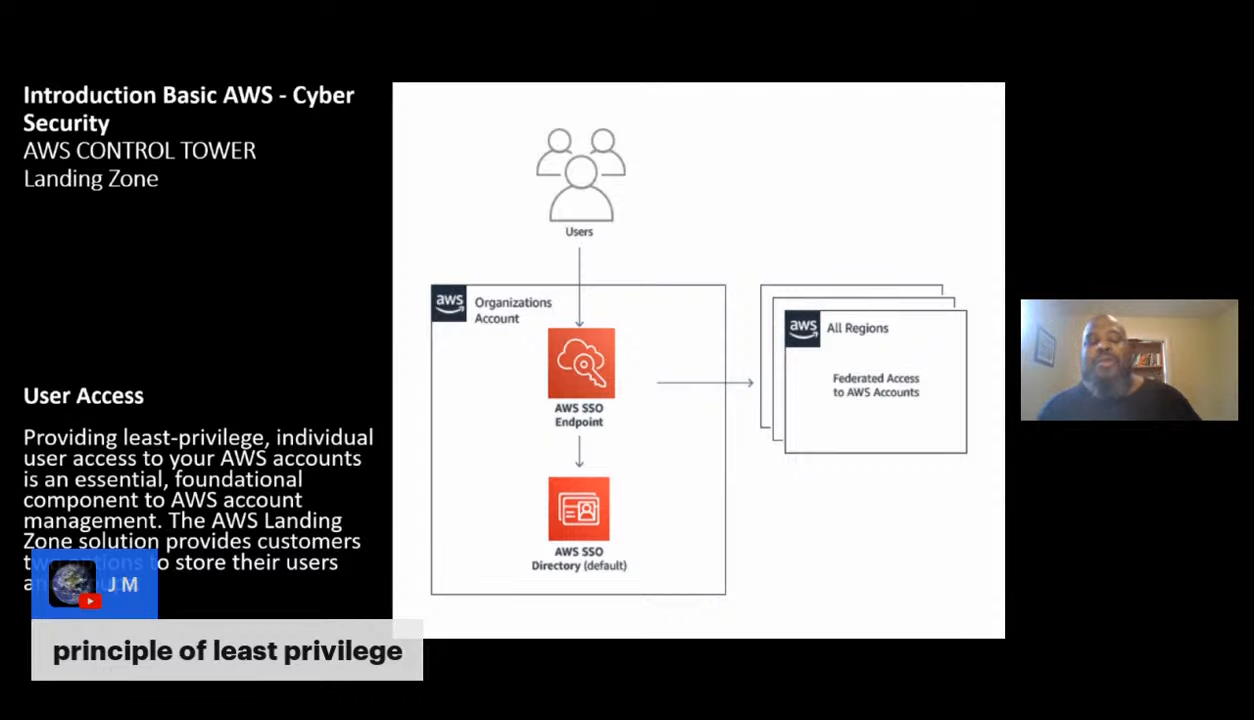 Introduction Basic AWS - Cyber
Security
AWS CONTROL TOWER
Landing Zone
User Access
Providing least-privilege, individual
user access to your AWS accounts
is an essential, foundational
component to AWS account
management. The AWS Landing
Zone solution provides customers
to store their users
J M
principle of least privilege
Users
aws
Organizations
Account
AWS SSO
Endpoint
AWS SSO
Directory (default)
aws
All Regions
Federated Access
to AWS Accounts